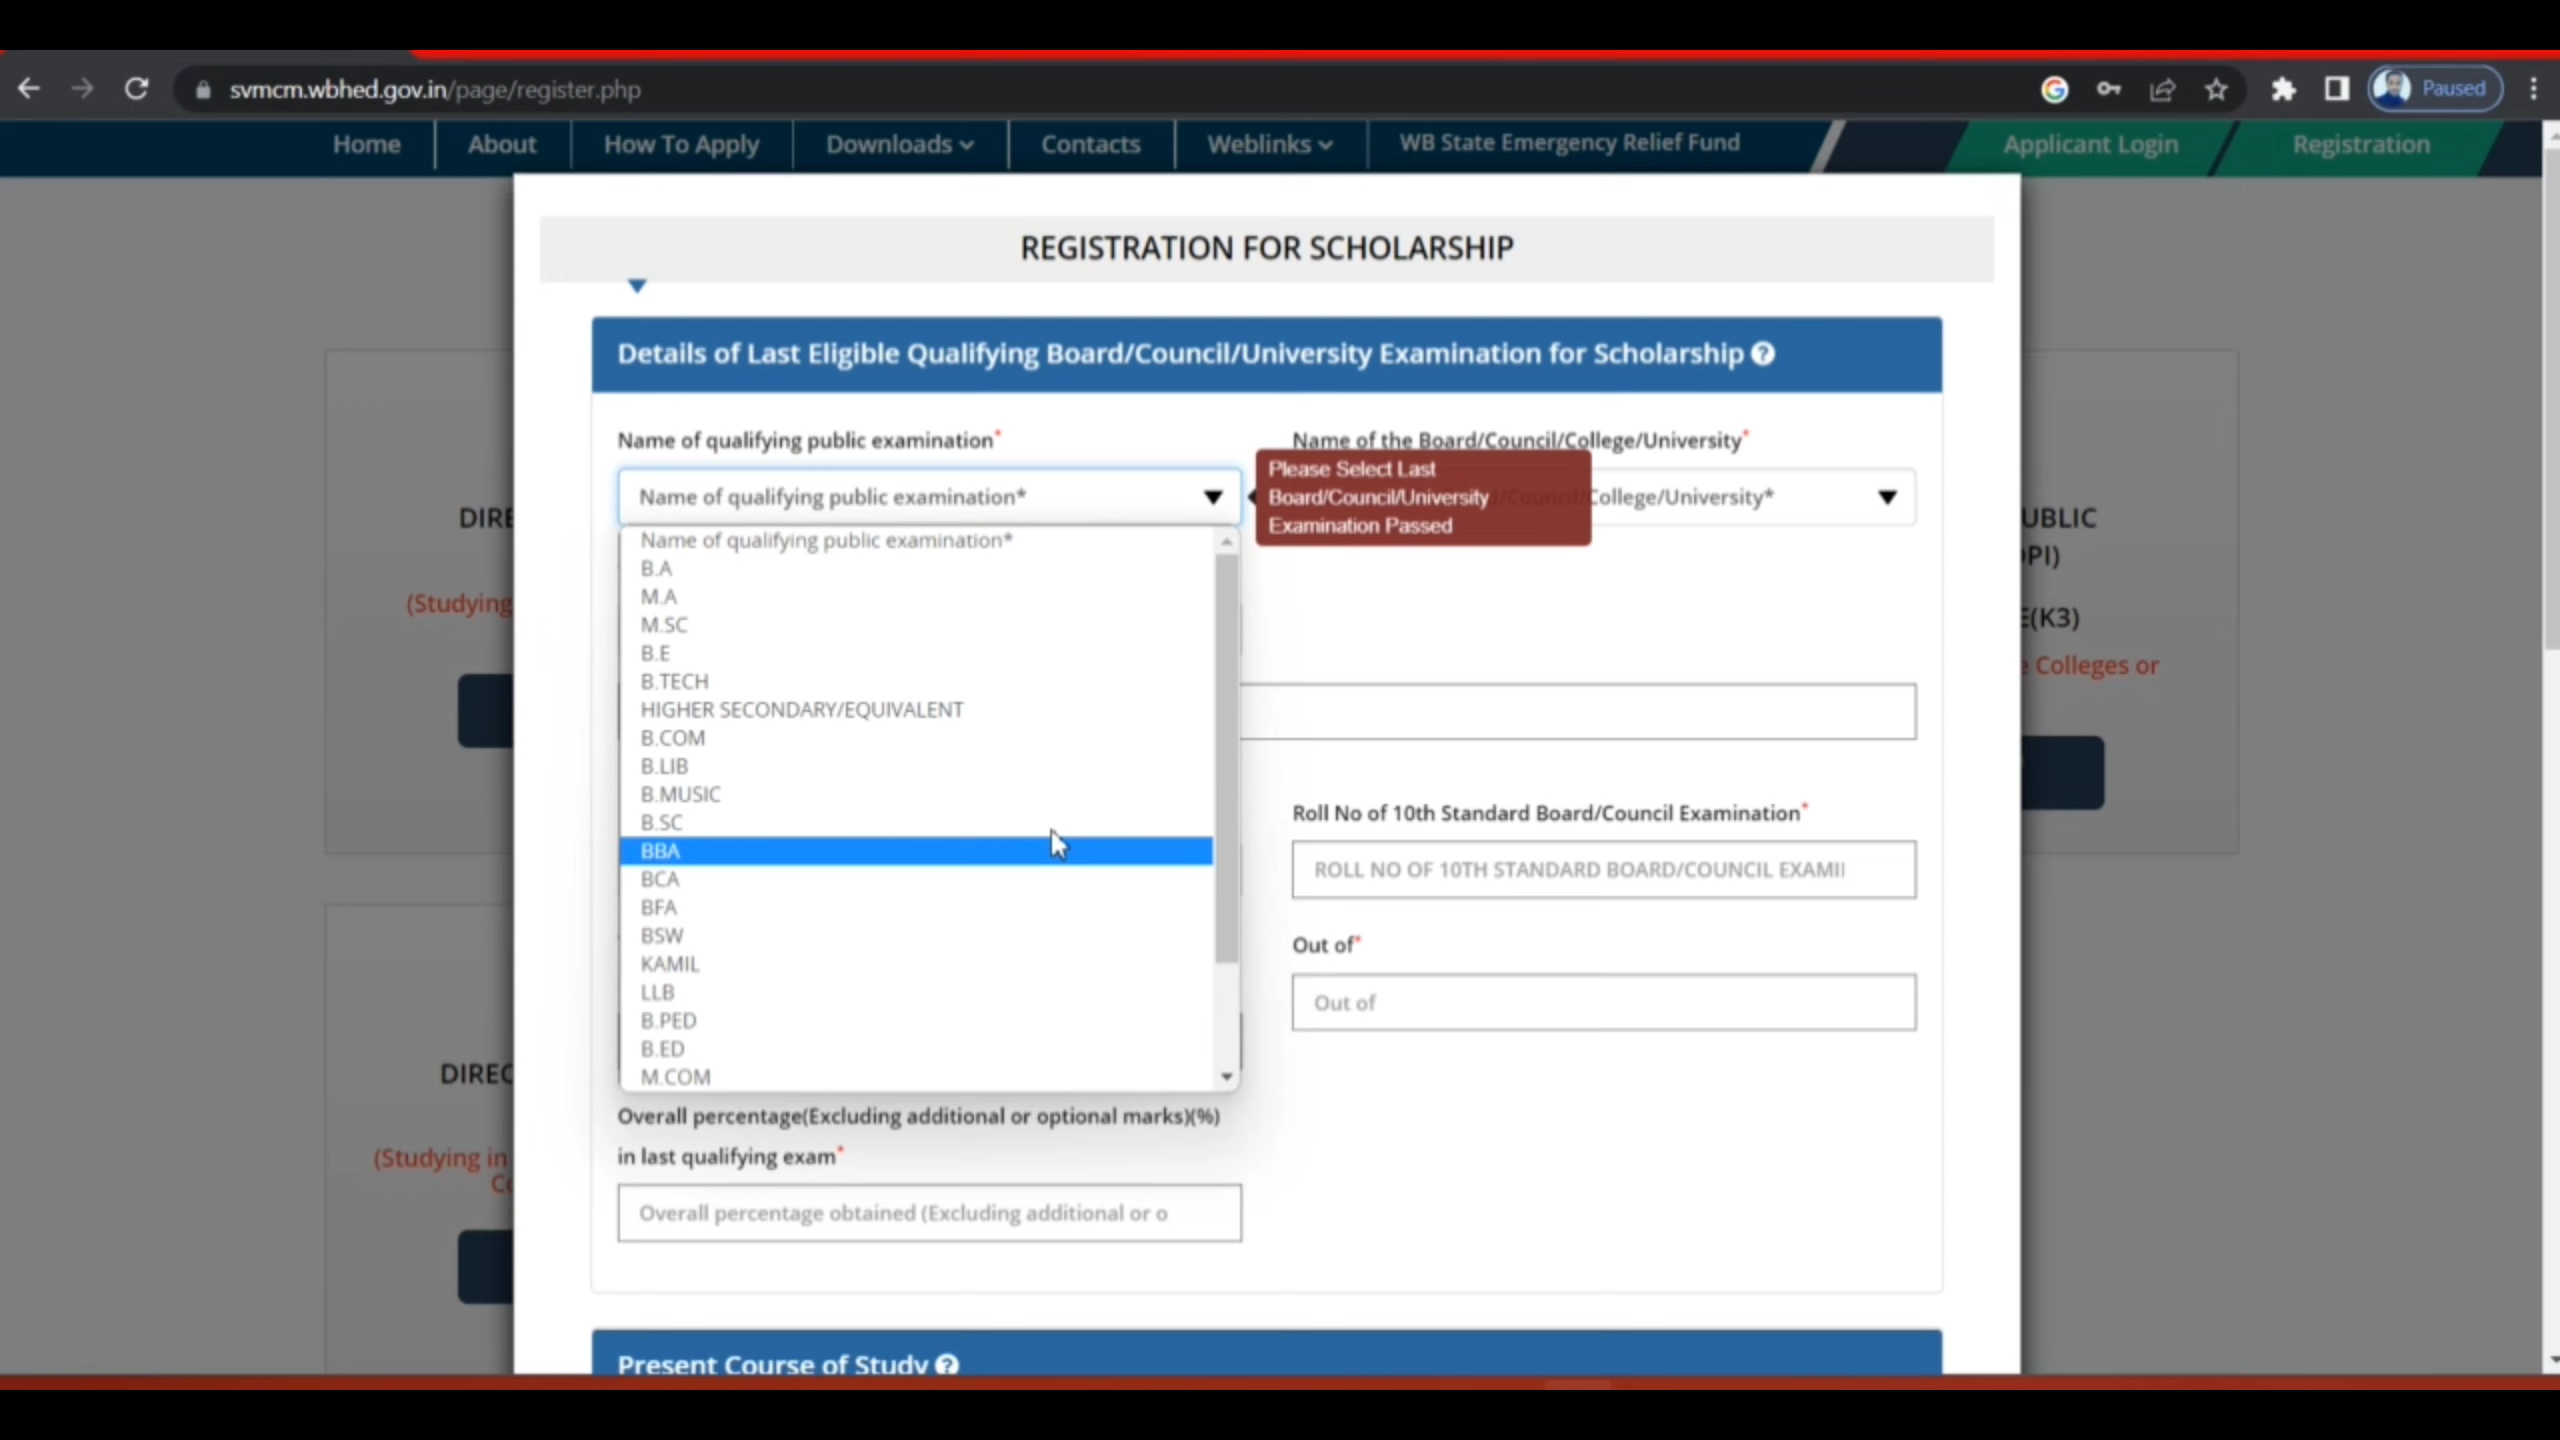 svmcm.wbhed.gov.in/page/register.php
Paused
Home
About
How To Apply
Downloads
Contacts
Weblinks
WB State Emergency Relief Fund
Applicant Login
Registration
REGISTRATION FOR SCHOLARSHIP
Details of Last Eligible Qualifying Board/Council/University Examination for Scholarship ?
Name of qualifying public examination*
Name of the Board/Council/College/University*
Name of qualifying public examination*
Please Select Last
Board/Council/University
Examination Passed
/Council/College/University*
Name of qualifying public examination*
B.A
M.A
M.SC
B.E
B.TECH
HIGHER SECONDARY/EQUIVALENT
B.COM
B.LIB
B.MUSIC
B.SC
BBA
BCA
BFA
BSW
KAMIL
LLB
B.PED
B.ED
M.COM
Roll No of 10th Standard Board/Council Examination*
ROLL NO OF 10TH STANDARD BOARD/COUNCIL EXAMII
Out of*
Out of
Overall percentage(Excluding additional or optional marks)(%)
in last qualifying exam*
Overall percentage obtained (Excluding additional or o
Present Course of Study ?
DIRE
(Studying
DIREC
(Studying in
UBLIC
PI)
E(K3)
Colleges or